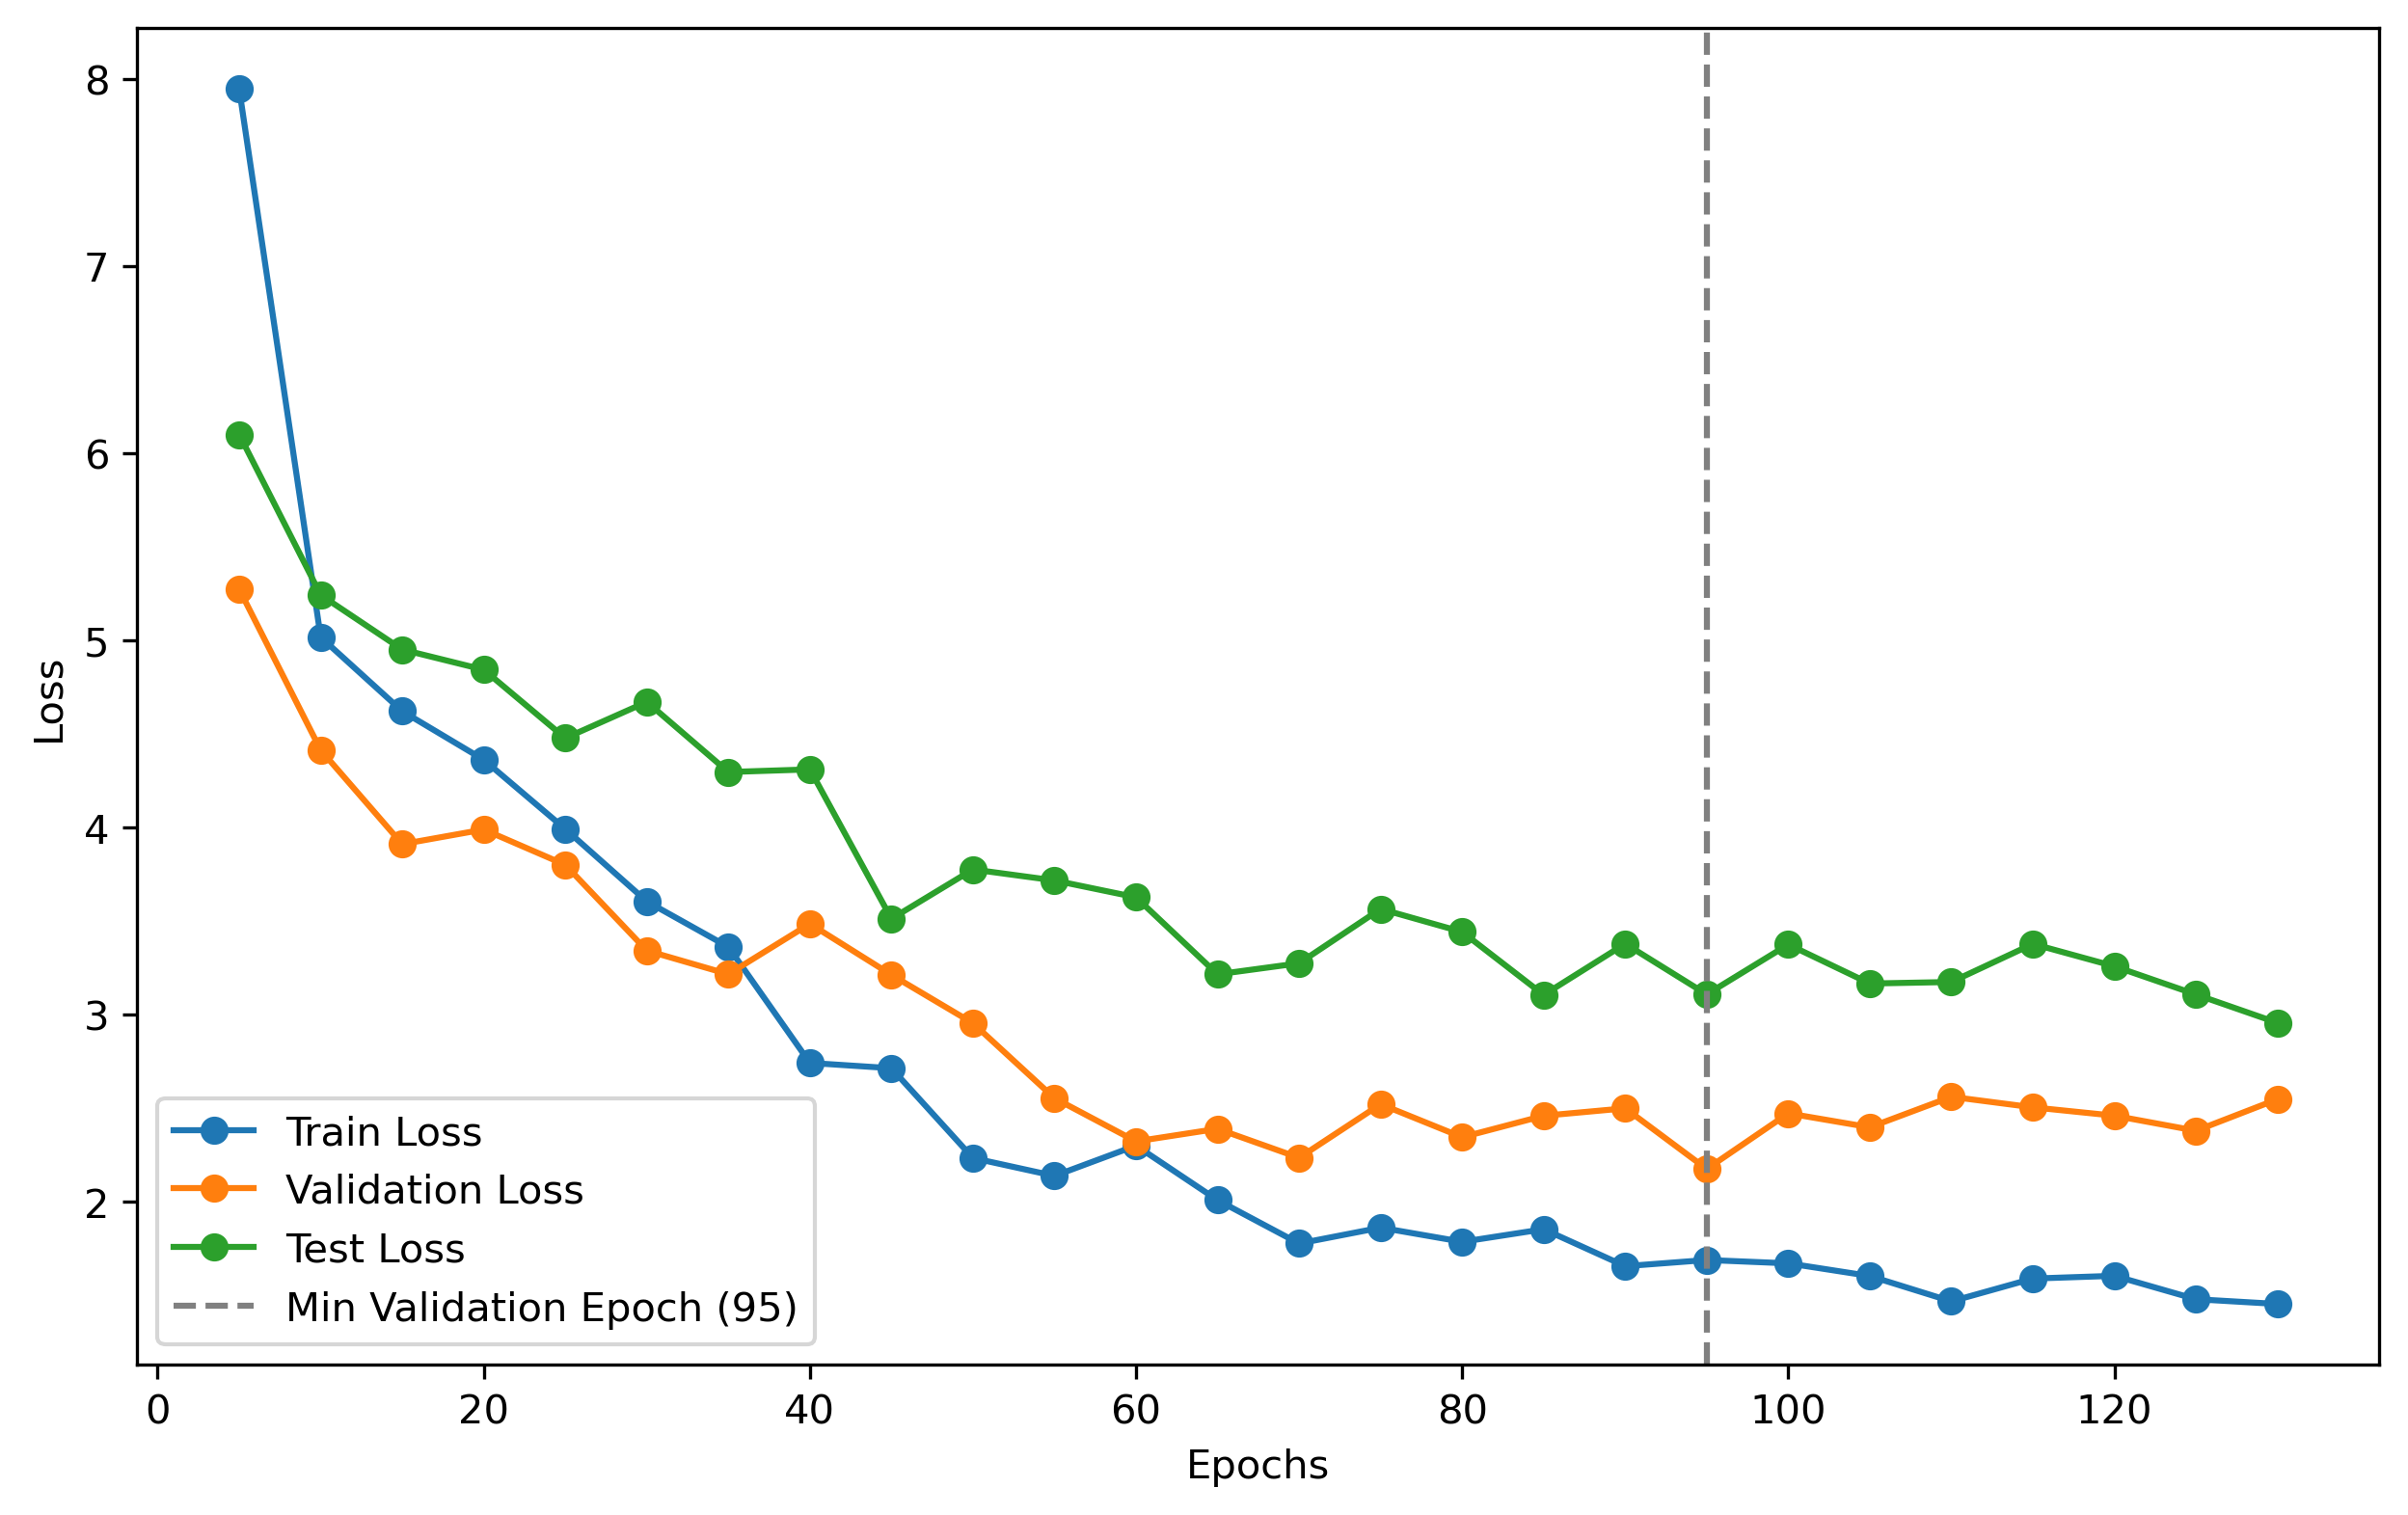 8
7
6
5
4
3
2
Loss
Train Loss
Validation Loss
Test Loss
Min Validation Epoch (95)
0 20 40 60 80 100 120
Epochs